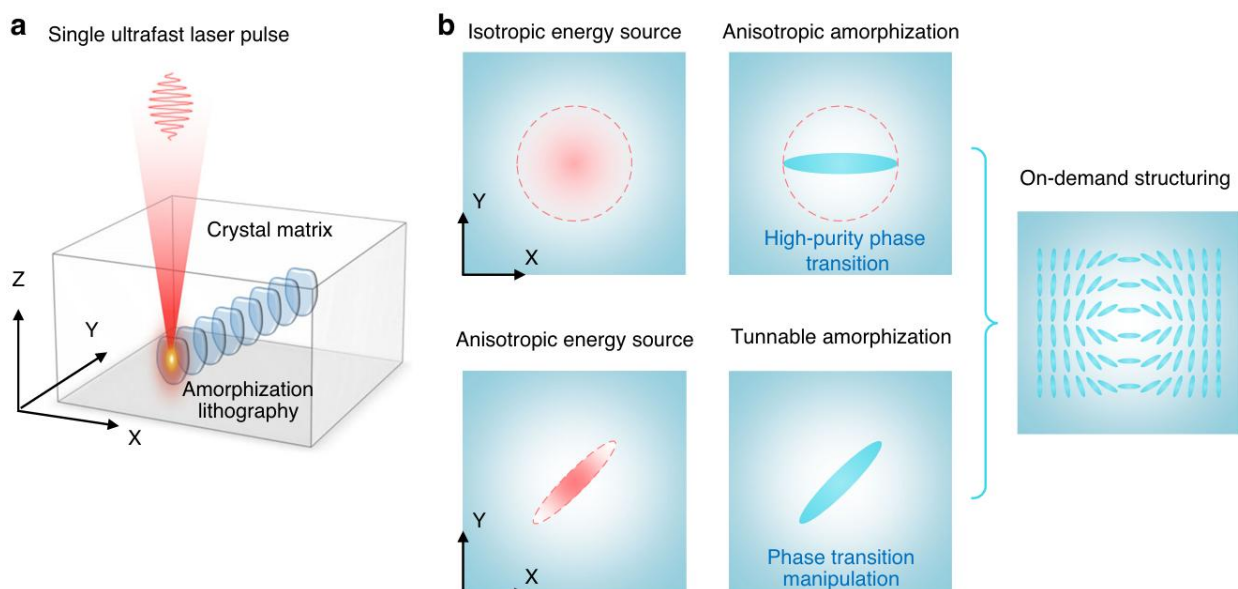 a
Single ultrafast laser pulse
Crystal matrix
Z
Y
Amorphization
lithography
X
b
Isotropic energy source
Anisotropic amorphization
Y
X
High-purity phase
transition
Anisotropic energy source
Tunnable amorphization
Y
X
Phase transition
manipulation
On-demand structuring